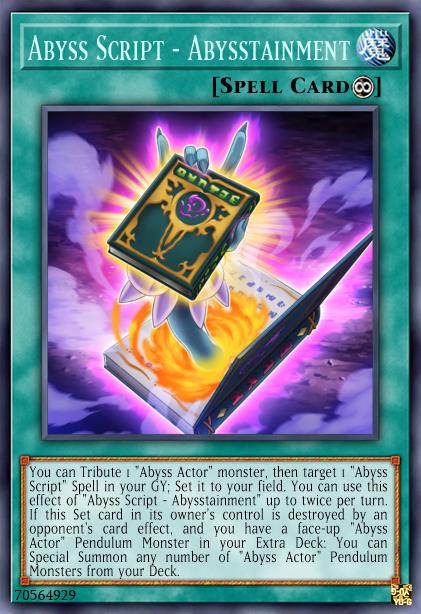 Abyss Script - Abysstainment
[Spell Card]
You can Tribute 1 "Abyss Actor" monster, then target 1 "Abyss
Script" Spell in your GY; Set it to your field. You can use this
effect of "Abyss Script - Abysstainment" up to twice per turn.
If this Set card in its owner's control is destroyed by an
opponent's card effect, and you have a face-up "Abyss
Actor" Pendulum Monster in your Extra Deck: You can
Special Summon any number of "Abyss Actor" Pendulum
Monsters from your Deck.
70564929